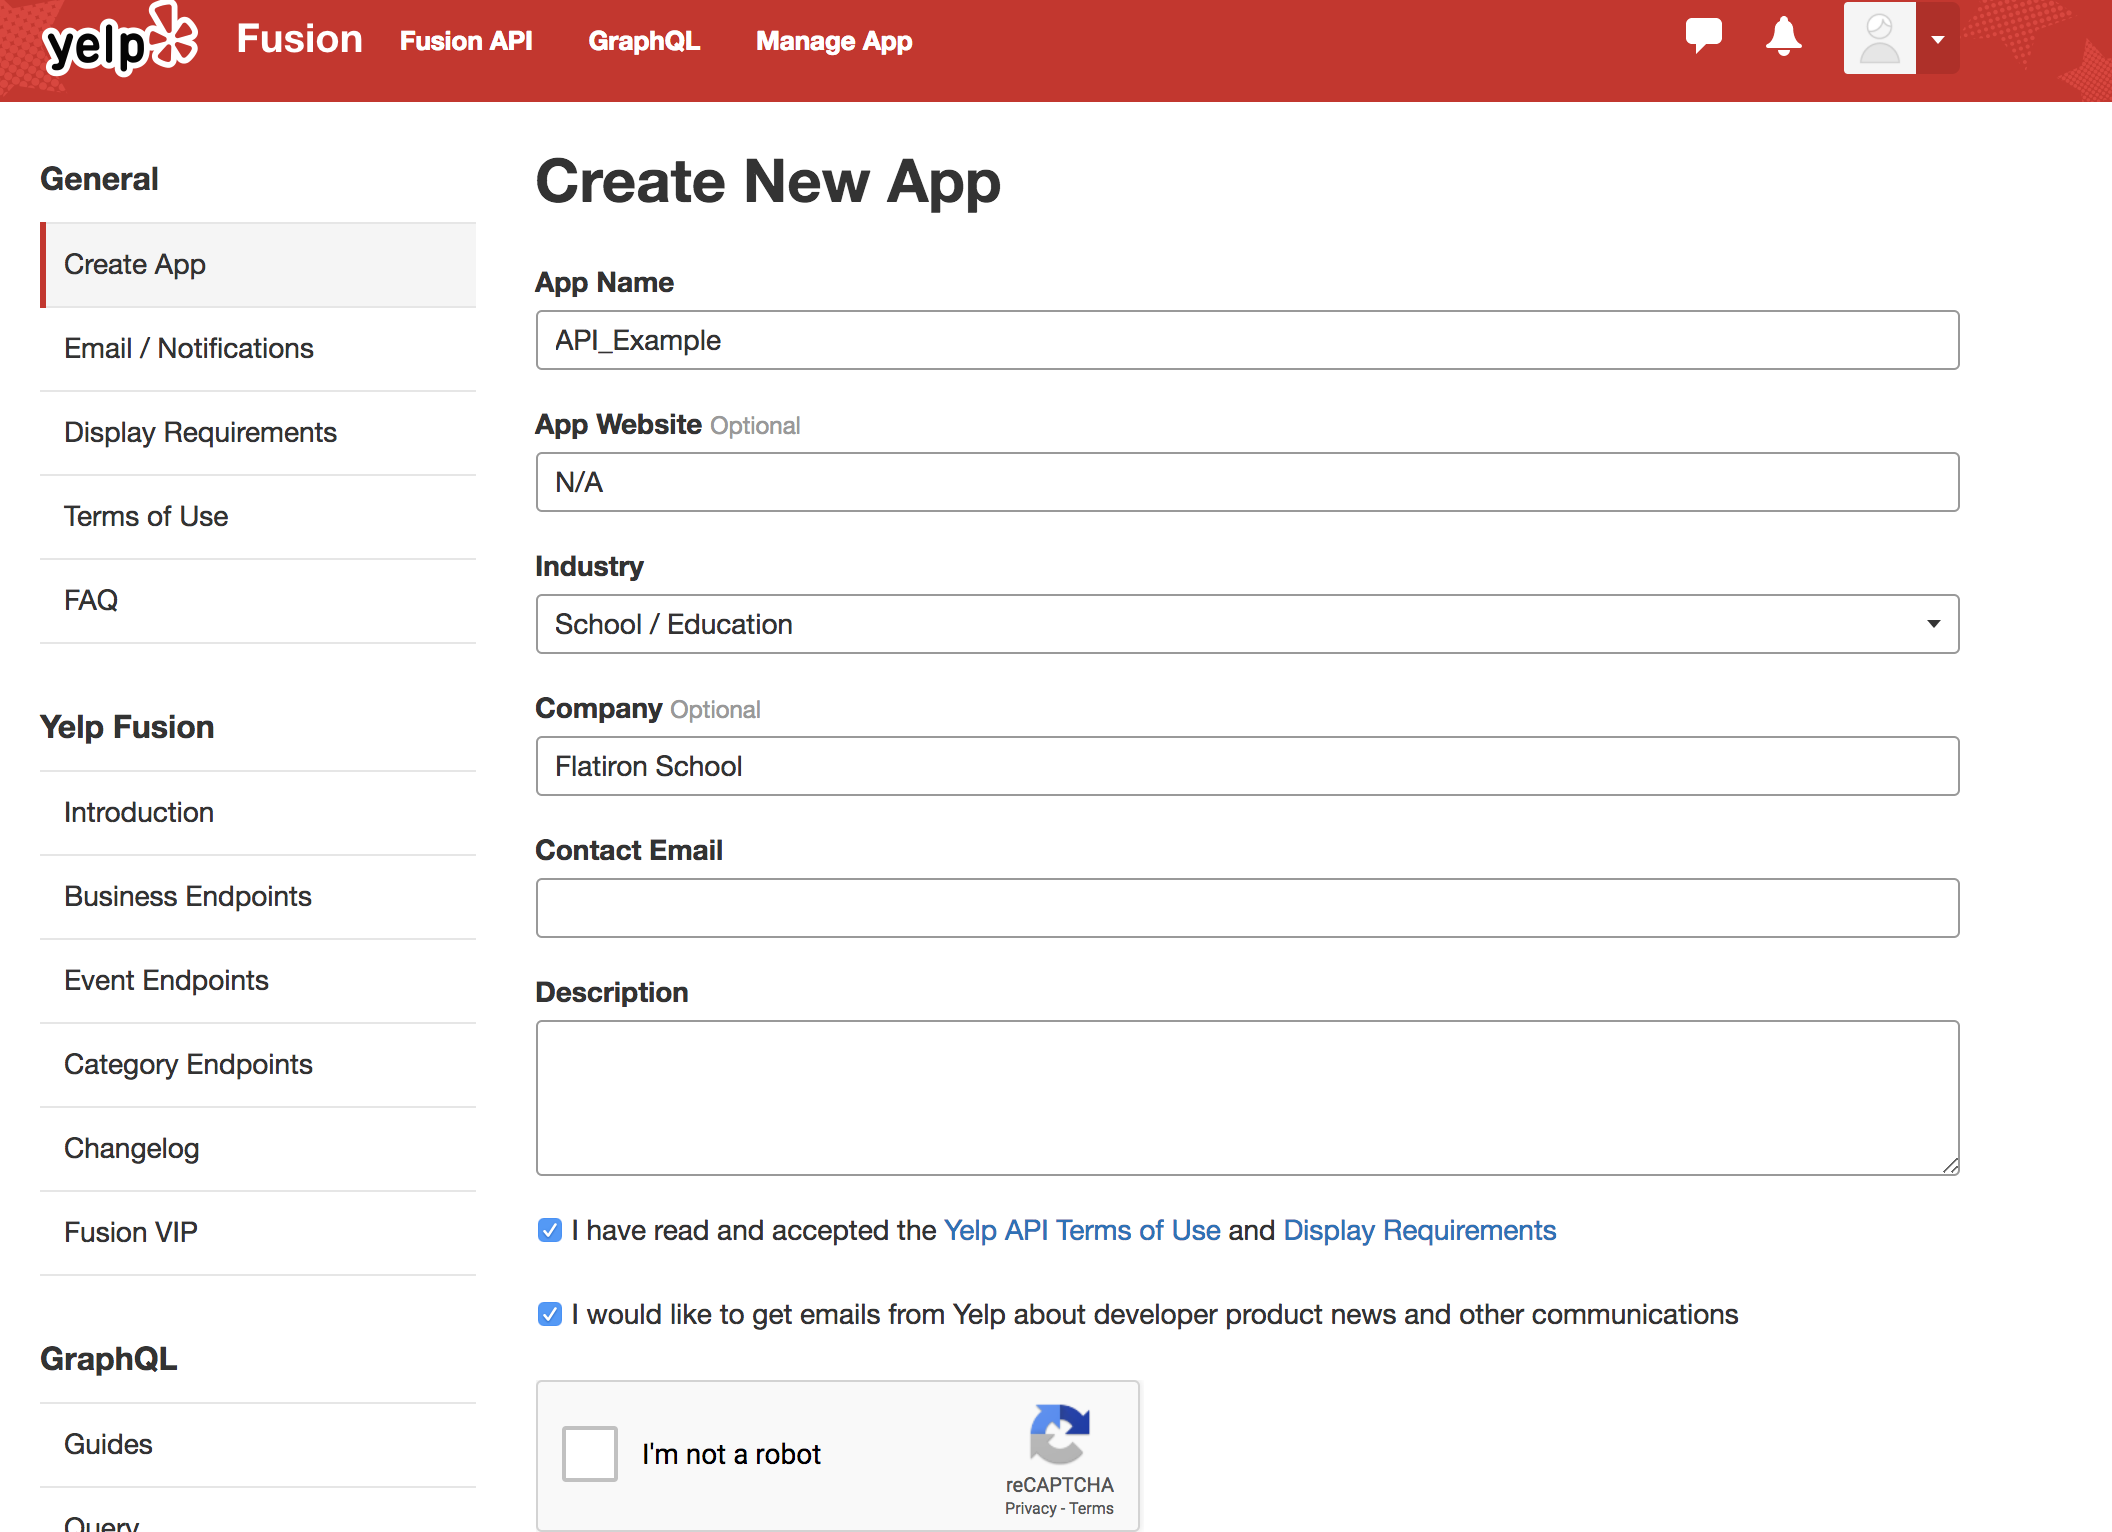 yelp Fusion Fusion API GraphQL Manage App
General
Create App
Email / Notifications
Display Requirements
Terms of Use
FAQ
Yelp Fusion
Introduction
Business Endpoints
Event Endpoints
Category Endpoints
Changelog
Fusion VIP
GraphQL
Guides
Query
Create New App
App Name
API_Example
App Website Optional
N/A
Industry
School / Education
Company Optional
Flatiron School
Contact Email
Description
I have read and accepted the Yelp API Terms of Use and Display Requirements
I would like to get emails from Yelp about developer product news and other communications
I'm not a robot
reCAPTCHA
Privacy - Terms